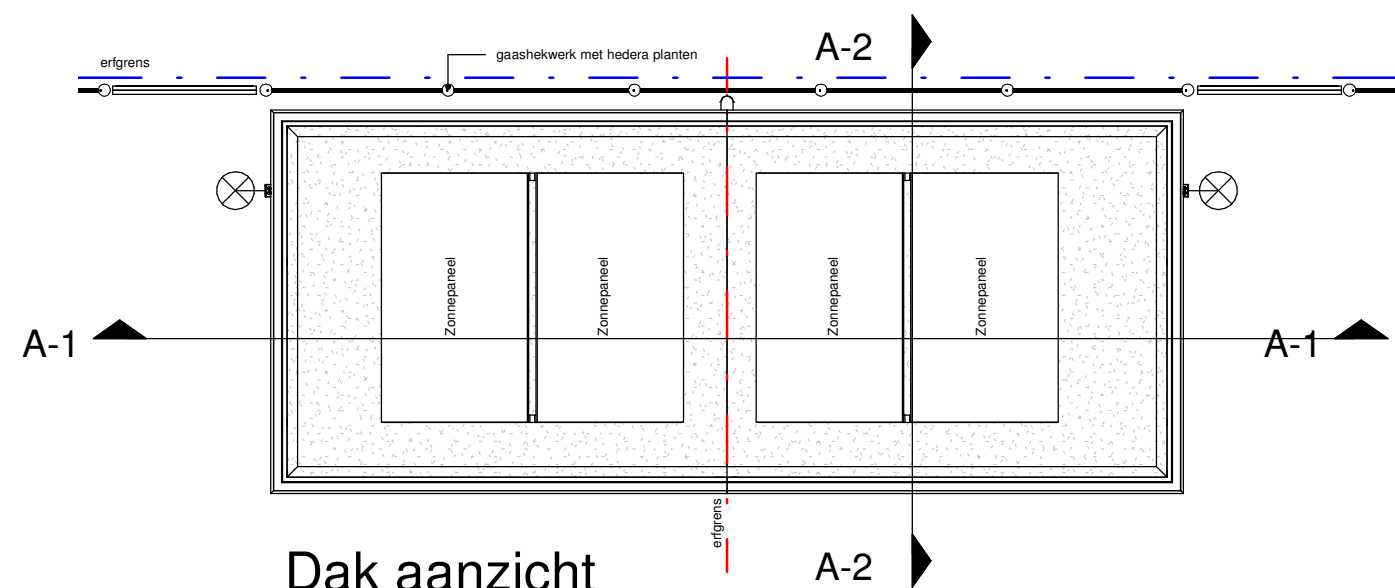 A-2
erfgrens
gaashekwerk met hedera planten
Zonnepaneel
Zonnepaneel
Zonnepaneel
Zonnepaneel
A-1
A-1
erfgrens
Dak aanzicht
A-2